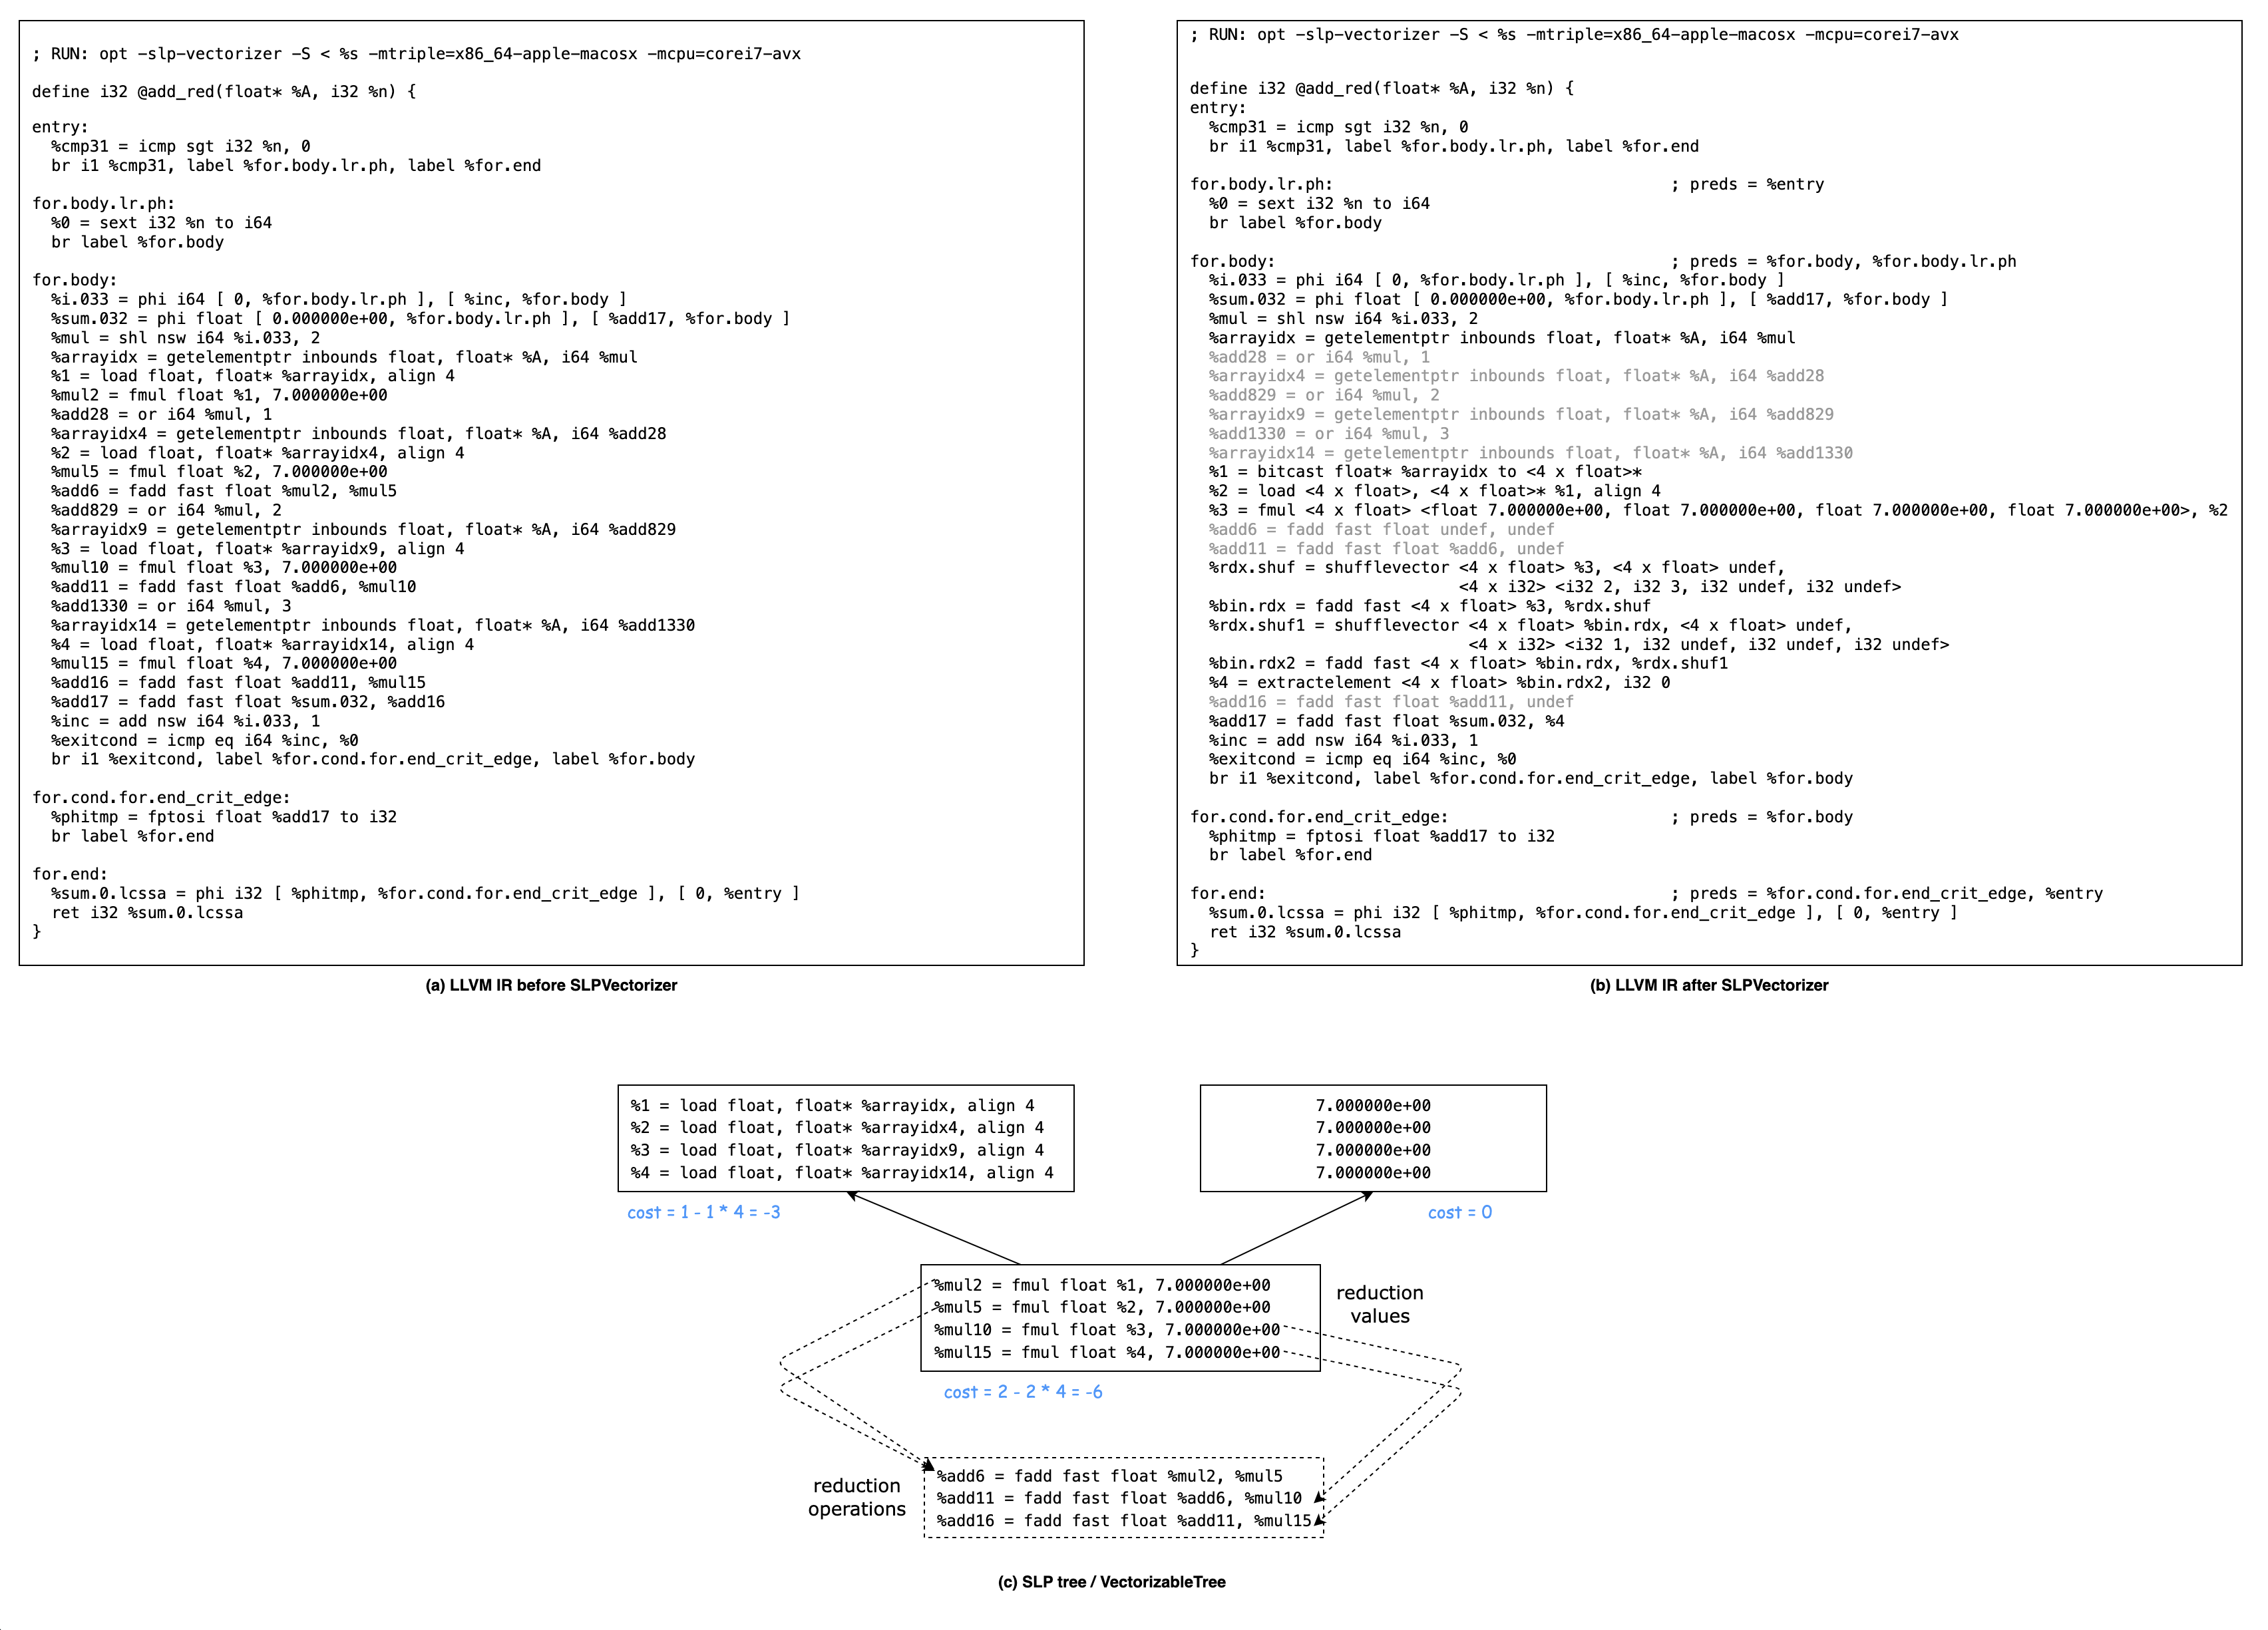 ; RUN: opt -slp-vectorizer -S < %s -mtriple=x86_64-apple-macosx -mcpu=corei7-avx
define i32 @add_red(float* %A, i32 %n) {
entry:
  %cmp31 = icmp sgt i32 %n, 0
  br i1 %cmp31, label %for.body.lr.ph, label %for.end
for.body.lr.ph:
  %0 = sext i32 %n to i64
  br label %for.body
for.body:
  %i.033 = phi i64 [ 0, %for.body.lr.ph ], [ %inc, %for.body ]
  %sum.032 = phi float [ 0.000000e+00, %for.body.lr.ph ], [ %add17, %for.body ]
  %mul = shl nsw i64 %i.033, 2
  %arrayidx = getelementptr inbounds float, float* %A, i64 %mul
  %1 = load float, float* %arrayidx, align 4
  %mul2 = fmul float %1, 7.000000e+00
  %add28 = or i64 %mul, 1
  %arrayidx4 = getelementptr inbounds float, float* %A, i64 %add28
  %2 = load float, float* %arrayidx4, align 4
  %mul5 = fmul float %2, 7.000000e+00
  %add6 = fadd fast float %mul2, %mul5
  %add829 = or i64 %mul, 2
  %arrayidx9 = getelementptr inbounds float, float* %A, i64 %add829
  %3 = load float, float* %arrayidx9, align 4
  %mul10 = fmul float %3, 7.000000e+00
  %add11 = fadd fast float %add6, %mul10
  %add1330 = or i64 %mul, 3
  %arrayidx14 = getelementptr inbounds float, float* %A, i64 %add1330
  %4 = load float, float* %arrayidx14, align 4
  %mul15 = fmul float %4, 7.000000e+00
  %add16 = fadd fast float %add11, %mul15
  %add17 = fadd fast float %sum.032, %add16
  %inc = add nsw i64 %i.033, 1
  %exitcond = icmp eq i64 %inc, %0
  br i1 %exitcond, label %for.cond.for.end_crit_edge, label %for.body
for.cond.for.end_crit_edge:
  %phitmp = fptosi float %add17 to i32
  br label %for.end
for.end:
  %sum.0.lcssa = phi i32 [ %phitmp, %for.cond.for.end_crit_edge ], [ 0, %entry ]
  ret i32 %sum.0.lcssa
}
(a) LLVM IR before SLPVectorizer
; RUN: opt -slp-vectorizer -S < %s -mtriple=x86_64-apple-macosx -mcpu=corei7-avx
define i32 @add_red(float* %A, i32 %n) {
entry:
  %cmp31 = icmp sgt i32 %n, 0
  br i1 %cmp31, label %for.body.lr.ph, label %for.end
for.body.lr.ph:                                   ; preds = %entry
  %0 = sext i32 %n to i64
  br label %for.body
for.body:                                         ; preds = %for.body, %for.body.lr.ph
  %i.033 = phi i64 [ 0, %for.body.lr.ph ], [ %inc, %for.body ]
  %sum.032 = phi float [ 0.000000e+00, %for.body.lr.ph ], [ %add17, %for.body ]
  %mul = shl nsw i64 %i.033, 2
  %arrayidx = getelementptr inbounds float, float* %A, i64 %mul
  %add28 = or i64 %mul, 1
  %arrayidx4 = getelementptr inbounds float, float* %A, i64 %add28
  %add829 = or i64 %mul, 2
  %arrayidx9 = getelementptr inbounds float, float* %A, i64 %add829
  %add1330 = or i64 %mul, 3
  %arrayidx14 = getelementptr inbounds float, float* %A, i64 %add1330
  %1 = bitcast float* %arrayidx to <4 x float>*
  %2 = load <4 x float>, <4 x float>* %1, align 4
  %3 = fmul <4 x float> <float 7.000000e+00, float 7.000000e+00, float 7.000000e+00, float 7.000000e+00>, %2
  %add6 = fadd fast float undef, undef
  %add11 = fadd fast float %add6, undef
  %rdx.shuf = shufflevector <4 x float> %3, <4 x float> undef,
                            <4 x i32> <i32 2, i32 3, i32 undef, i32 undef>
  %bin.rdx = fadd fast <4 x float> %3, %rdx.shuf
  %rdx.shuf1 = shufflevector <4 x float> %bin.rdx, <4 x float> undef,
                             <4 x i32> <i32 1, i32 undef, i32 undef, i32 undef>
  %bin.rdx2 = fadd fast <4 x float> %bin.rdx, %rdx.shuf1
  %4 = extractelement <4 x float> %bin.rdx2, i32 0
  %add16 = fadd fast float %add11, undef
  %add17 = fadd fast float %sum.032, %4
  %inc = add nsw i64 %i.033, 1
  %exitcond = icmp eq i64 %inc, %0
  br i1 %exitcond, label %for.cond.for.end_crit_edge, label %for.body
for.cond.for.end_crit_edge:                       ; preds = %for.body
  %phitmp = fptosi float %add17 to i32
  br label %for.end
for.end:                                          ; preds = %for.cond.for.end_crit_edge, %entry
  %sum.0.lcssa = phi i32 [ %phitmp, %for.cond.for.end_crit_edge ], [ 0, %entry ]
  ret i32 %sum.0.lcssa
}
(b) LLVM IR after SLPVectorizer
%1 = load float, float* %arrayidx, align 4
%2 = load float, float* %arrayidx4, align 4
%3 = load float, float* %arrayidx9, align 4
%4 = load float, float* %arrayidx14, align 4
cost = 1 - 1 * 4 = -3
7.000000e+00
7.000000e+00
7.000000e+00
7.000000e+00
cost = 0
%mul2 = fmul float %1, 7.000000e+00
%mul5 = fmul float %2, 7.000000e+00
%mul10 = fmul float %3, 7.000000e+00
%mul15 = fmul float %4, 7.000000e+00
reduction
values
cost = 2 - 2 * 4 = -6
reduction
operations
%add6 = fadd fast float %mul2, %mul5
%add11 = fadd fast float %add6, %mul10
%add16 = fadd fast float %add11, %mul15
(c) SLP tree / VectorizableTree